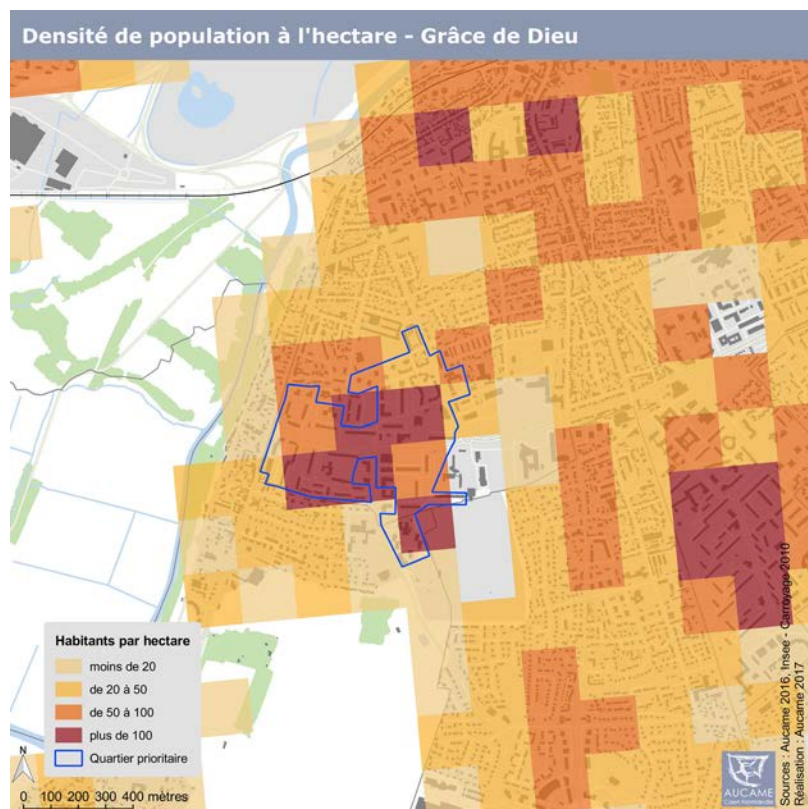 Densité de population à l'hectare - Grâce de Dieu
Habitants par hectare
moins de 20
de 20 à 50
de 50 à 100
plus de 100
Quartier prioritaire
N
0 100 200 300 400 mètres
Sources : Aucame 2016, Insee - Carroyage 2010
Réalisation : Aucame 2017
AUCAME
Caen Normandie